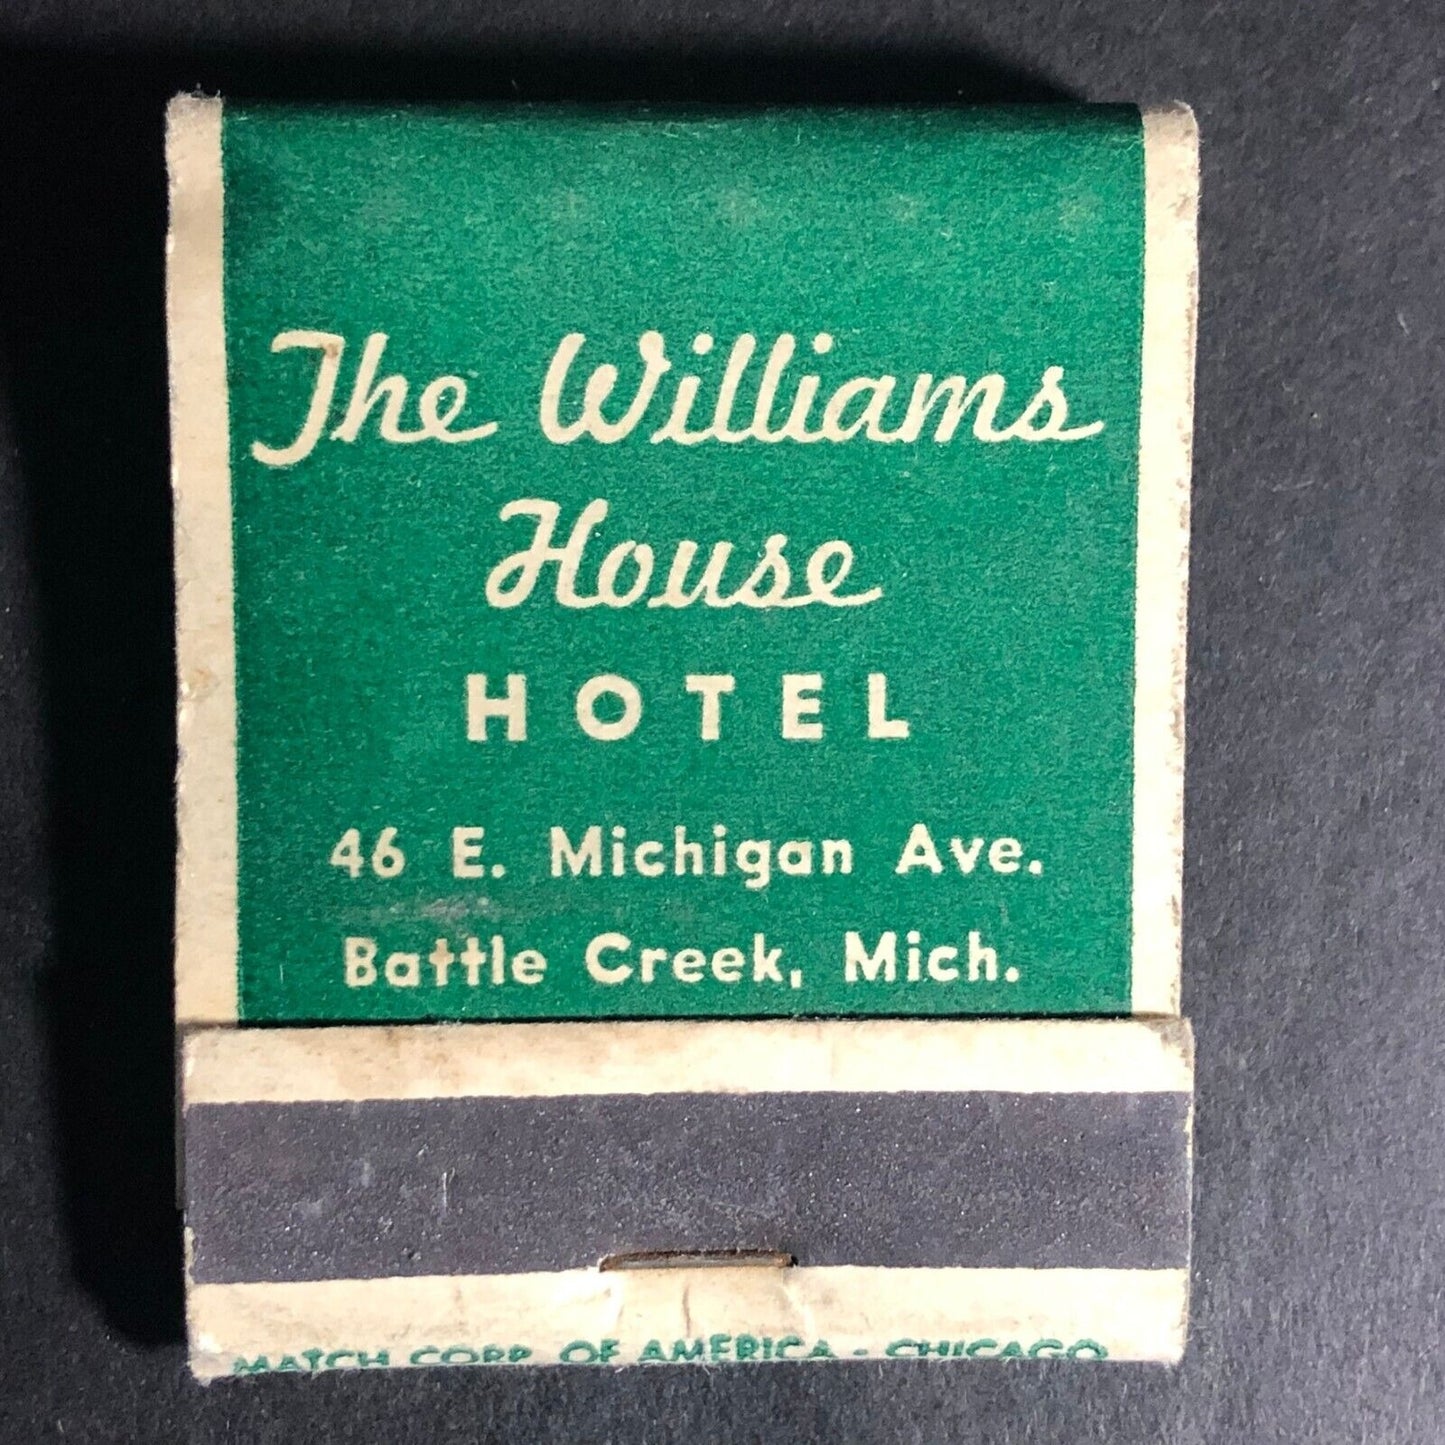 The Williams
House
HOTEL
46 E. Michigan Ave.
Battle Creek, Mich.
MATCH CORP. OF AMERICA - CHICAGO